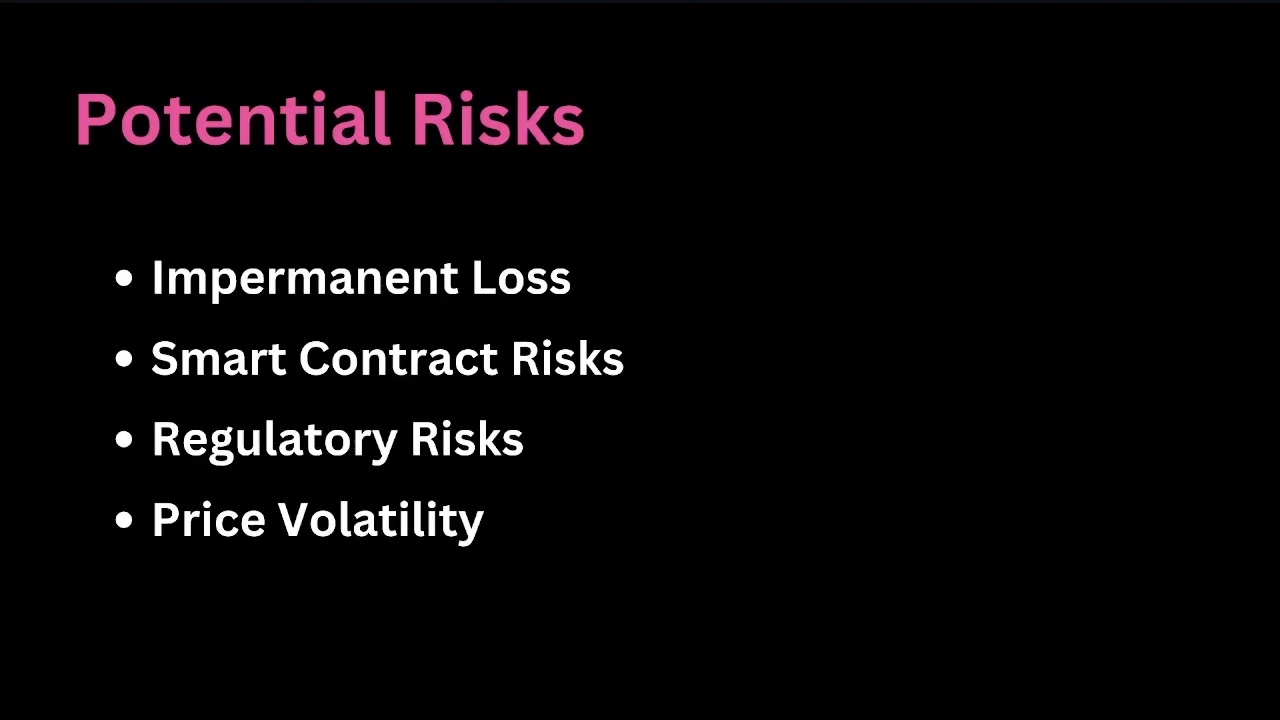 Potential Risks
• Impermanent Loss
• Smart Contract Risks
• Regulatory Risks
• Price Volatility